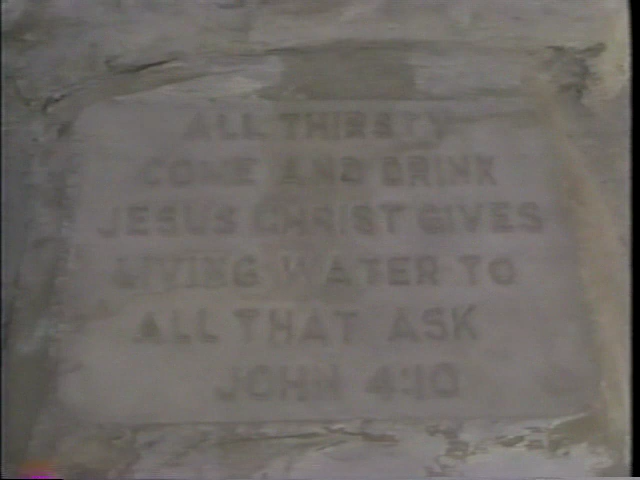 ALL THIRSTY
COME AND DRINK
JESUS CHRIST GIVES
LIVING WATER TO
ALL THAT ASK
JOHN 4:10